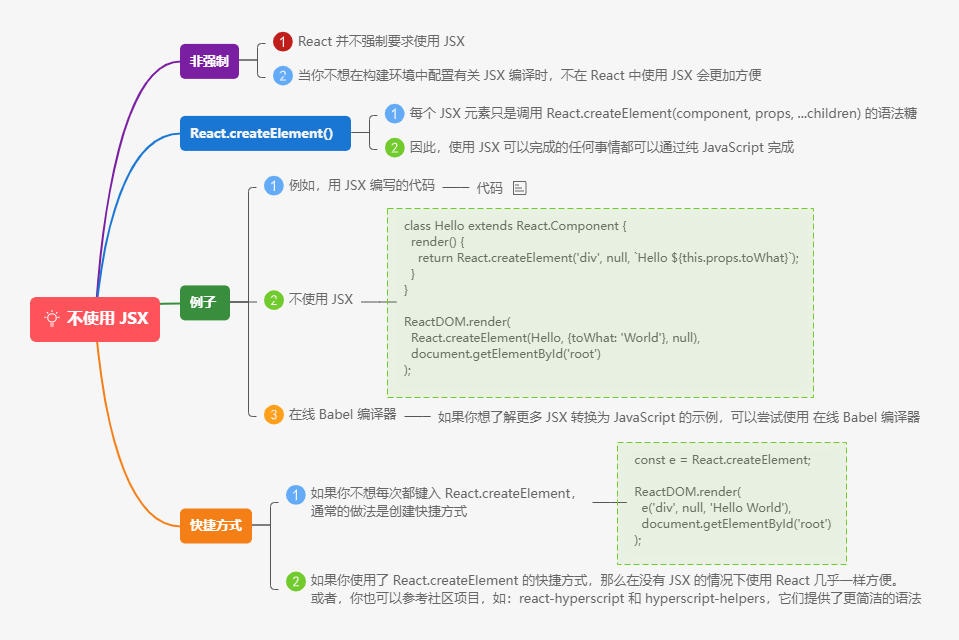 不使用 JSX
非强制
1 React 并不强制要求使用 JSX
2 当你不想在构建环境中配置有关 JSX 编译时，不在 React 中使用 JSX 会更加方便
React.createElement()
1 每个 JSX 元素只是调用 React.createElement(component, props, ...children) 的语法糖
2 因此，使用 JSX 可以完成的任何事情都可以通过纯 JavaScript 完成
例子
1 例如，用 JSX 编写的代码
代码
2 不使用 JSX
class Hello extends React.Component {
render() {
return React.createElement('div', null, `Hello ${this.props.toWhat}`);
}
}
ReactDOM.render(
React.createElement(Hello, {toWhat: 'World'}, null),
document.getElementById('root')
);
3 在线 Babel 编译器
如果你想了解更多 JSX 转换为 JavaScript 的示例，可以尝试使用 在线 Babel 编译器
快捷方式
1 如果你不想每次都键入 React.createElement，
通常的做法是创建快捷方式
const e = React.createElement;
ReactDOM.render(
e('div', null, 'Hello World'),
document.getElementById('root')
);
2 如果你使用了 React.createElement 的快捷方式，那么在没有 JSX 的情况下使用 React 几乎一样方便。
或者，你也可以参考社区项目，如：react-hyperscript 和 hyperscript-helpers，它们提供了更简洁的语法